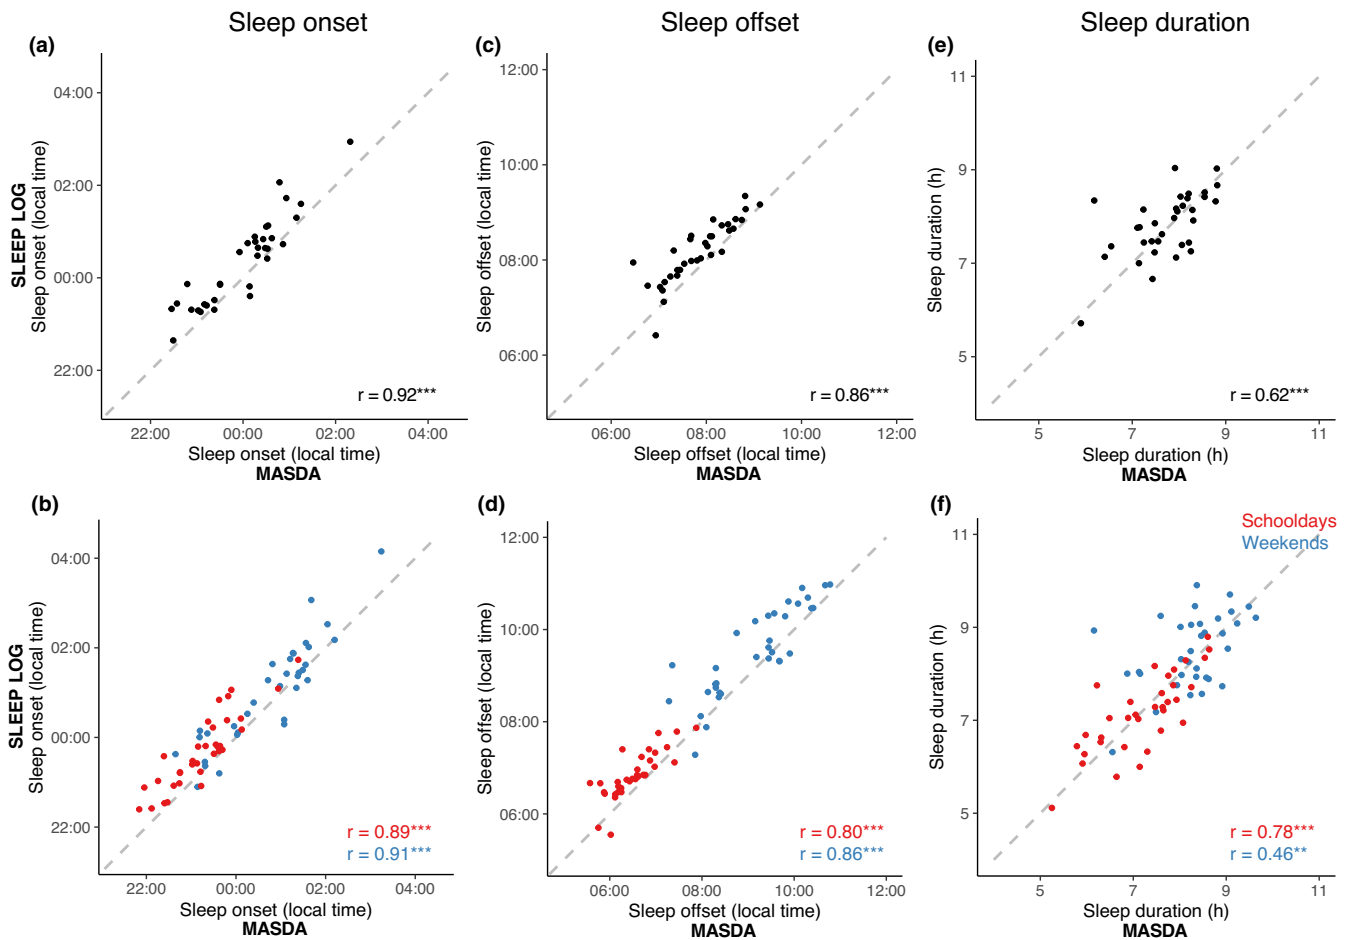 Sleep onset
Sleep offset
Sleep duration
(a)
04:00
02:00
00:00
22:00
SLEEP LOG
Sleep onset (local time)
r = 0.92***
22:00 00:00 02:00 04:00
Sleep onset (local time)
MASDA
(c)
12:00
10:00
08:00
06:00
Sleep offset (local time)
r = 0.86***
06:00 08:00 10:00 12:00
Sleep offset (local time)
MASDA
(e)
11
9
7
5
Sleep duration (h)
r = 0.62***
5 7 9 11
Sleep duration (h)
MASDA
(b)
04:00
02:00
00:00
22:00
SLEEP LOG
Sleep onset (local time)
r = 0.89***
r = 0.91***
22:00 00:00 02:00 04:00
Sleep onset (local time)
MASDA
(d)
12:00
10:00
08:00
06:00
Sleep offset (local time)
r = 0.80***
r = 0.86***
06:00 08:00 10:00 12:00
Sleep offset (local time)
MASDA
(f)
Schooldays
Weekends
11
9
7
5
Sleep duration (h)
r = 0.78***
r = 0.46**
5 7 9 11
Sleep duration (h)
MASDA